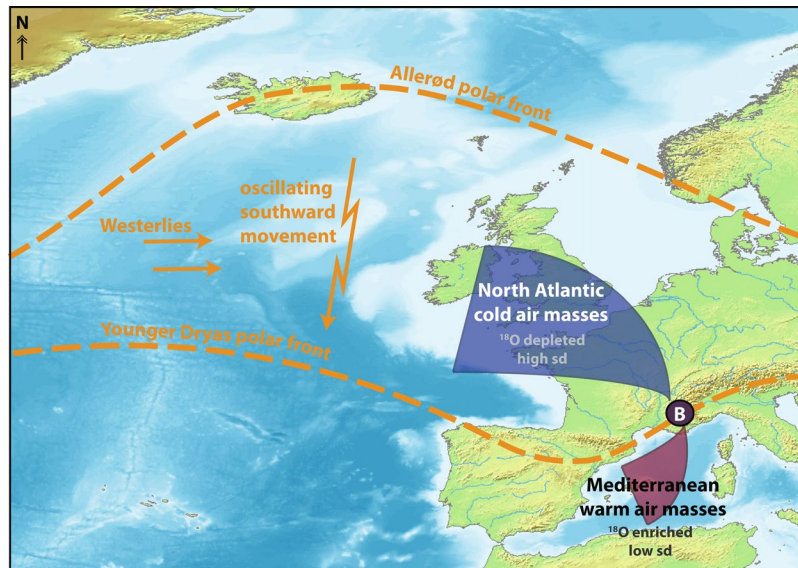 N
Allerød polar front
oscillating
southward
movement
Westerlies
North Atlantic
cold air masses
¹⁸O depleted
high sd
Younger Dryas polar front
B
Mediterranean
warm air masses
¹⁸O enriched
low sd